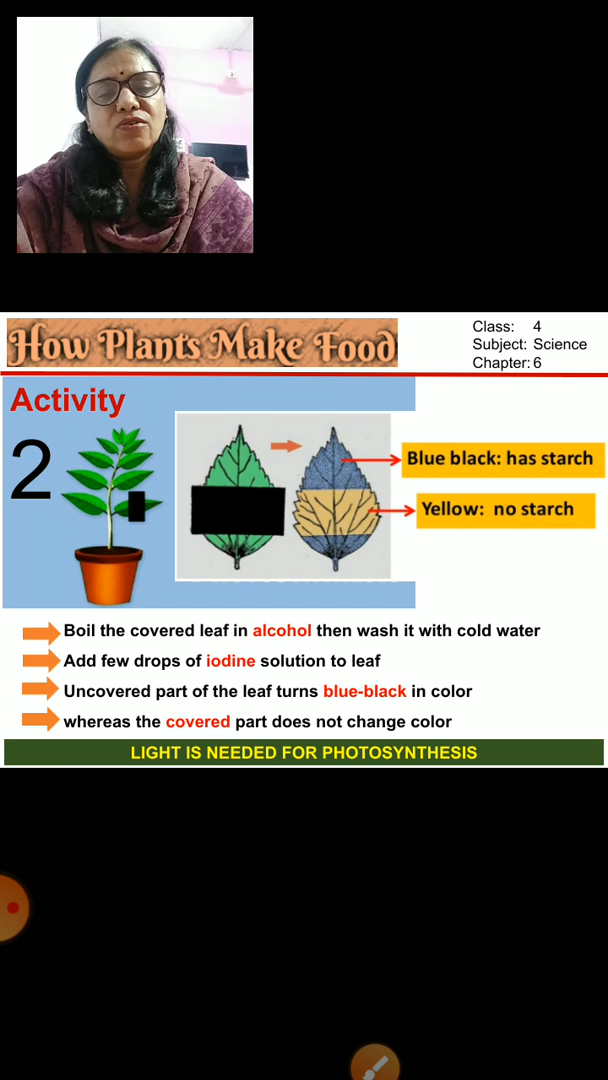 How Plants Make Food
Class: 4
Subject: Science
Chapter: 6
Activity
2
Blue black: has starch
Yellow: no starch
Boil the covered leaf in alcohol then wash it with cold water
Add few drops of iodine solution to leaf
Uncovered part of the leaf turns blue-black in color
whereas the covered part does not change color
LIGHT IS NEEDED FOR PHOTOSYNTHESIS